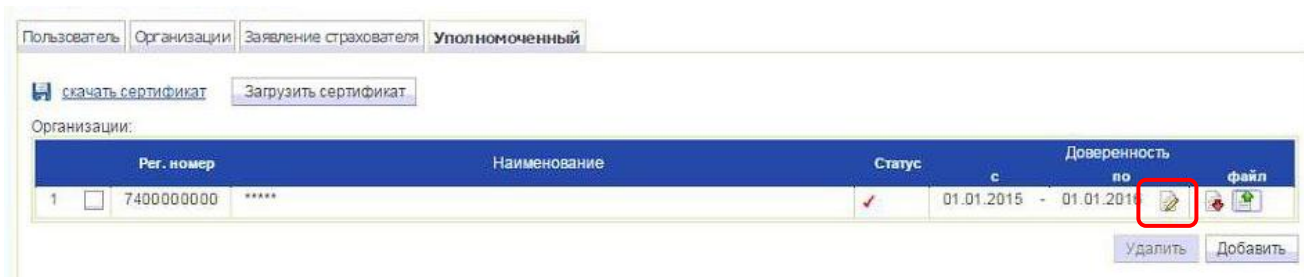 Пользователь Организации Заявление страхователя Уполномоченный
скачать сертификат Загрузить сертификат
Организации:
Рег. номер Наименование Статус Доверенность
с по файл
1 7400000000 ***** 01.01.2015 - 01.01.2016
Удалить Добавить